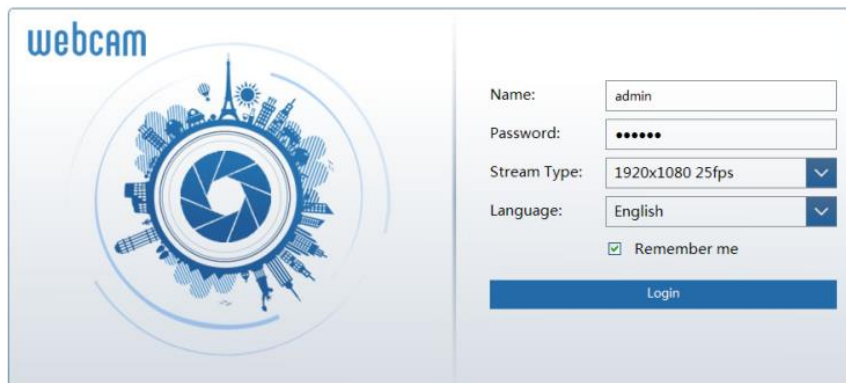 webcam
Name: admin
Password: ••••••
Stream Type: 1920x1080 25fps
Language: English
Remember me
Login